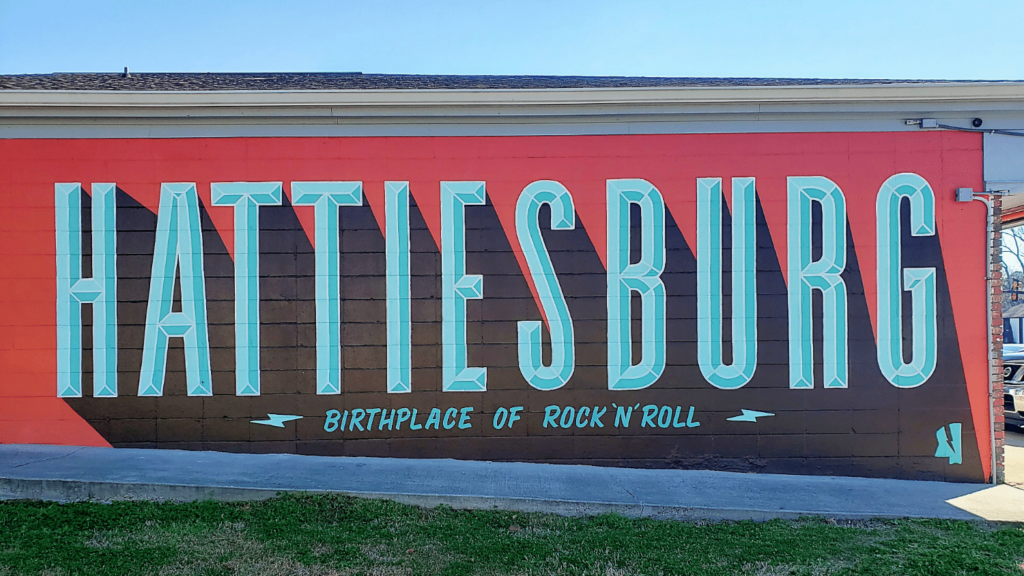 HATTIESBURG
BIRTHPLACE OF ROCK 'N' ROLL